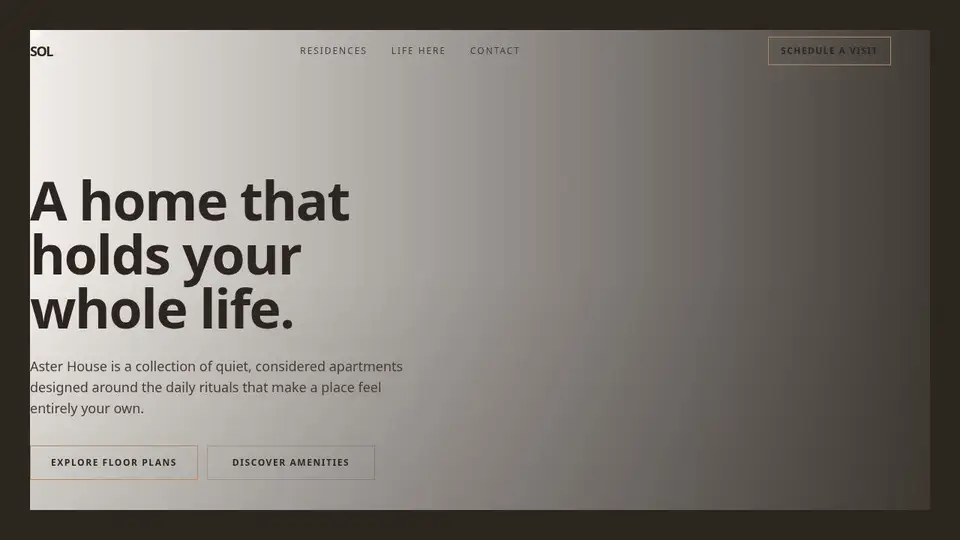 SOL
RESIDENCES LIFE HERE CONTACT
SCHEDULE A VISIT
A home that
holds your
whole life.
Aster House is a collection of quiet, considered apartments
designed around the daily rituals that make a place feel
entirely your own.
EXPLORE FLOOR PLANS
DISCOVER AMENITIES